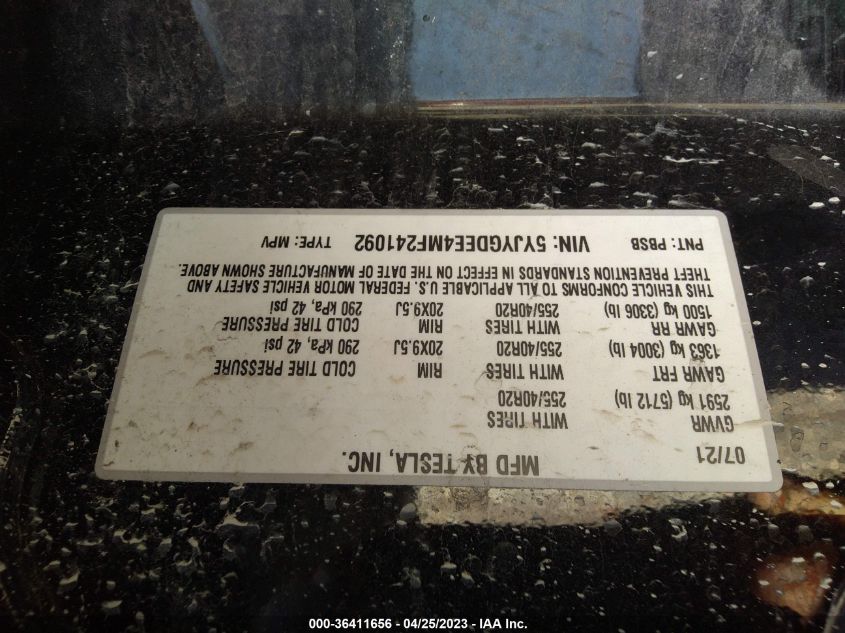 07/21 MFD BY TESLA, INC.
GVWR
2591 kg (5712 lb) WITH TIRES 255/40R20
GAWR FRT WITH TIRES RIM COLD TIRE PRESSURE
1363 kg (3004 lb) 255/40R20 20X9.5J 290 kPa, 42 psi
GAWR RR WITH TIRES RIM COLD TIRE PRESSURE
1500 kg (3306 lb) 255/40R20 20X9.5J 290 kPa, 42 psi
THIS VEHICLE CONFORMS TO ALL APPLICABLE U.S. FEDERAL MOTOR VEHICLE SAFETY AND
THEFT PREVENTION STANDARDS IN EFFECT ON THE DATE OF MANUFACTURE SHOWN ABOVE.
PNT: PBSB VIN: 5YJYGDEE4MF241092 TYPE: MPV
000-36411656 - 04/25/2023 - IAA Inc.